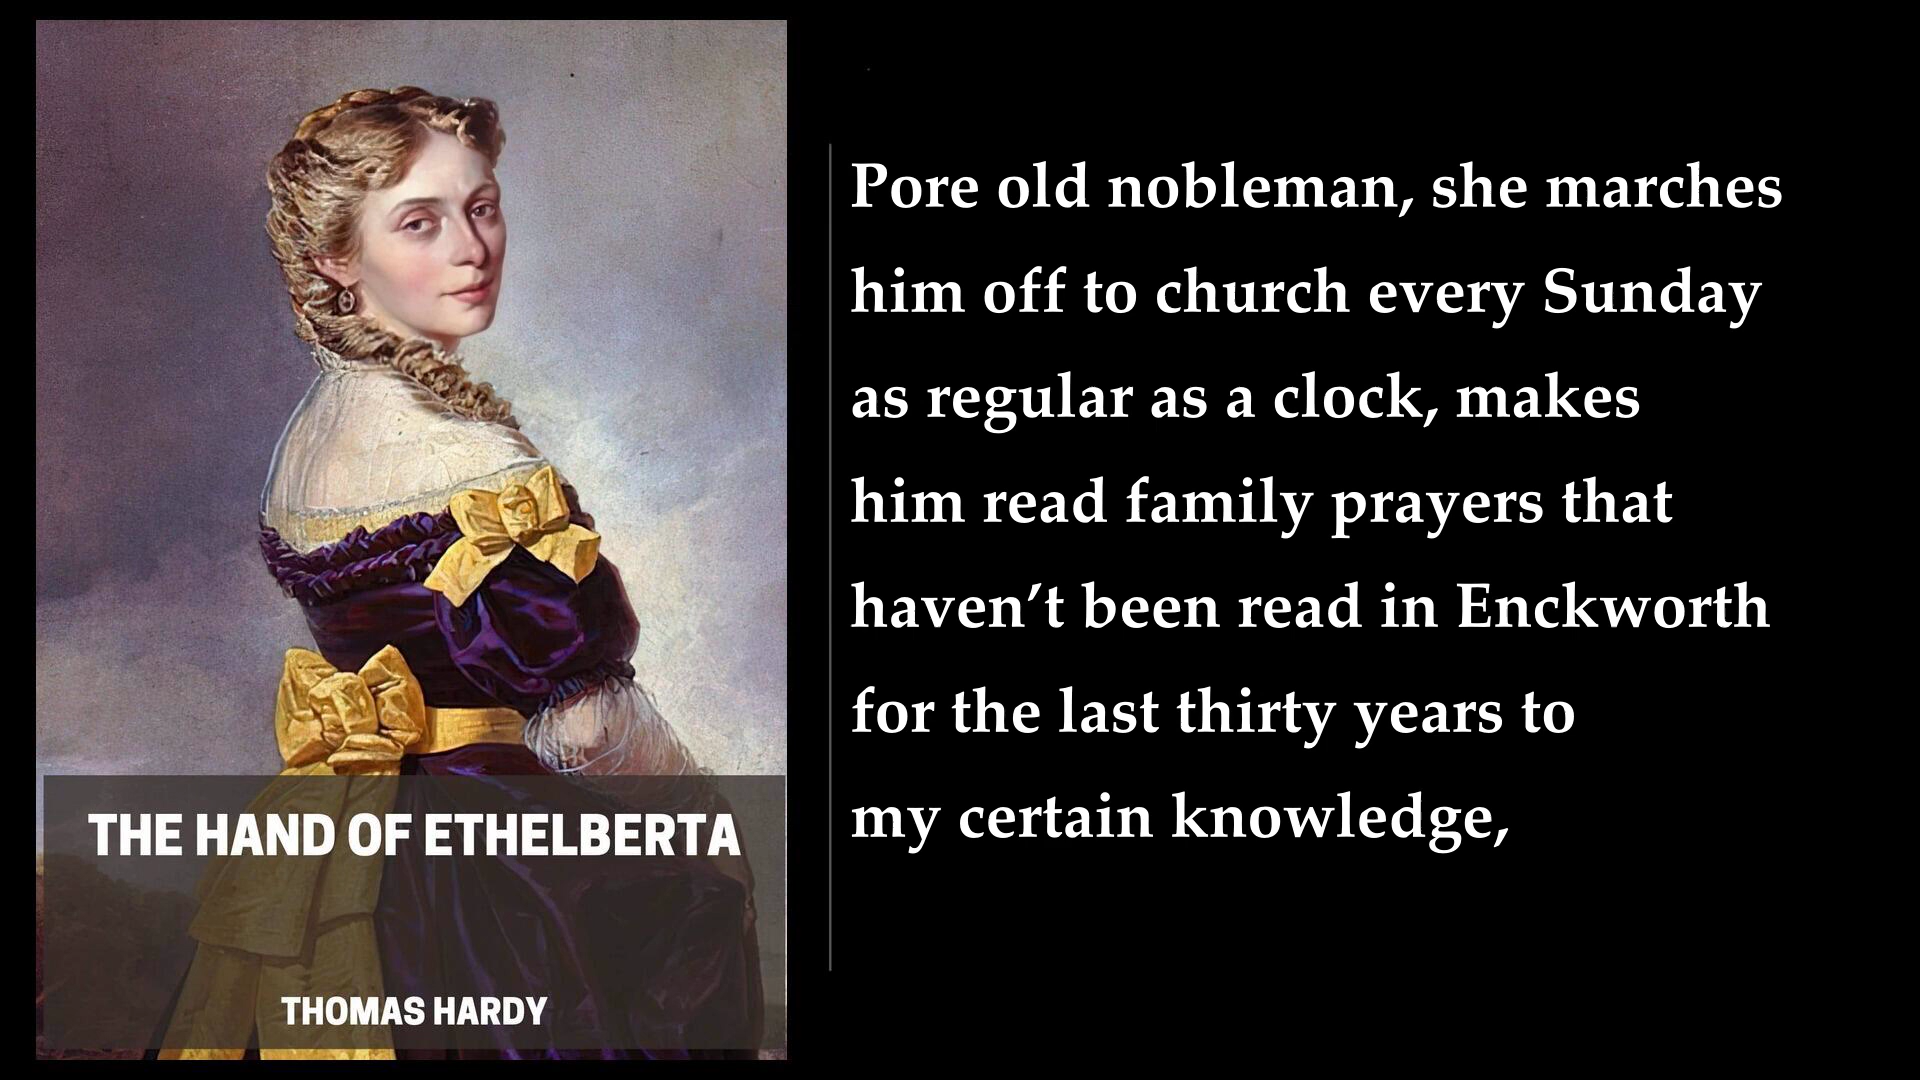 THE HAND OF ETHELBERTA
THOMAS HARDY
Pore old nobleman, she marches
him off to church every Sunday
as regular as a clock, makes
him read family prayers that
haven’t been read in Enckworth
for the last thirty years to
my certain knowledge,